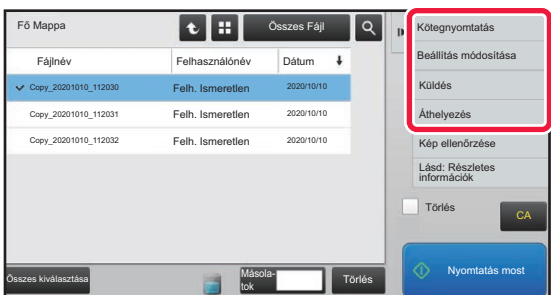 Fő Mappa
Összes Fájl
Fájlnév Felhasználónév Dátum
Copy_20201010_112030 Felh. Ismeretlen 2020/10/10
Copy_20201010_112031 Felh. Ismeretlen 2020/10/10
Copy_20201010_112032 Felh. Ismeretlen 2020/10/10
Összes kiválasztása
Másola-
tok
Törlés
Kötegnyomtatás
Beállítás módosítása
Küldés
Áthelyezés
Kép ellenőrzése
Lásd: Részletes
információk
Törlés
CA
Nyomtatás most